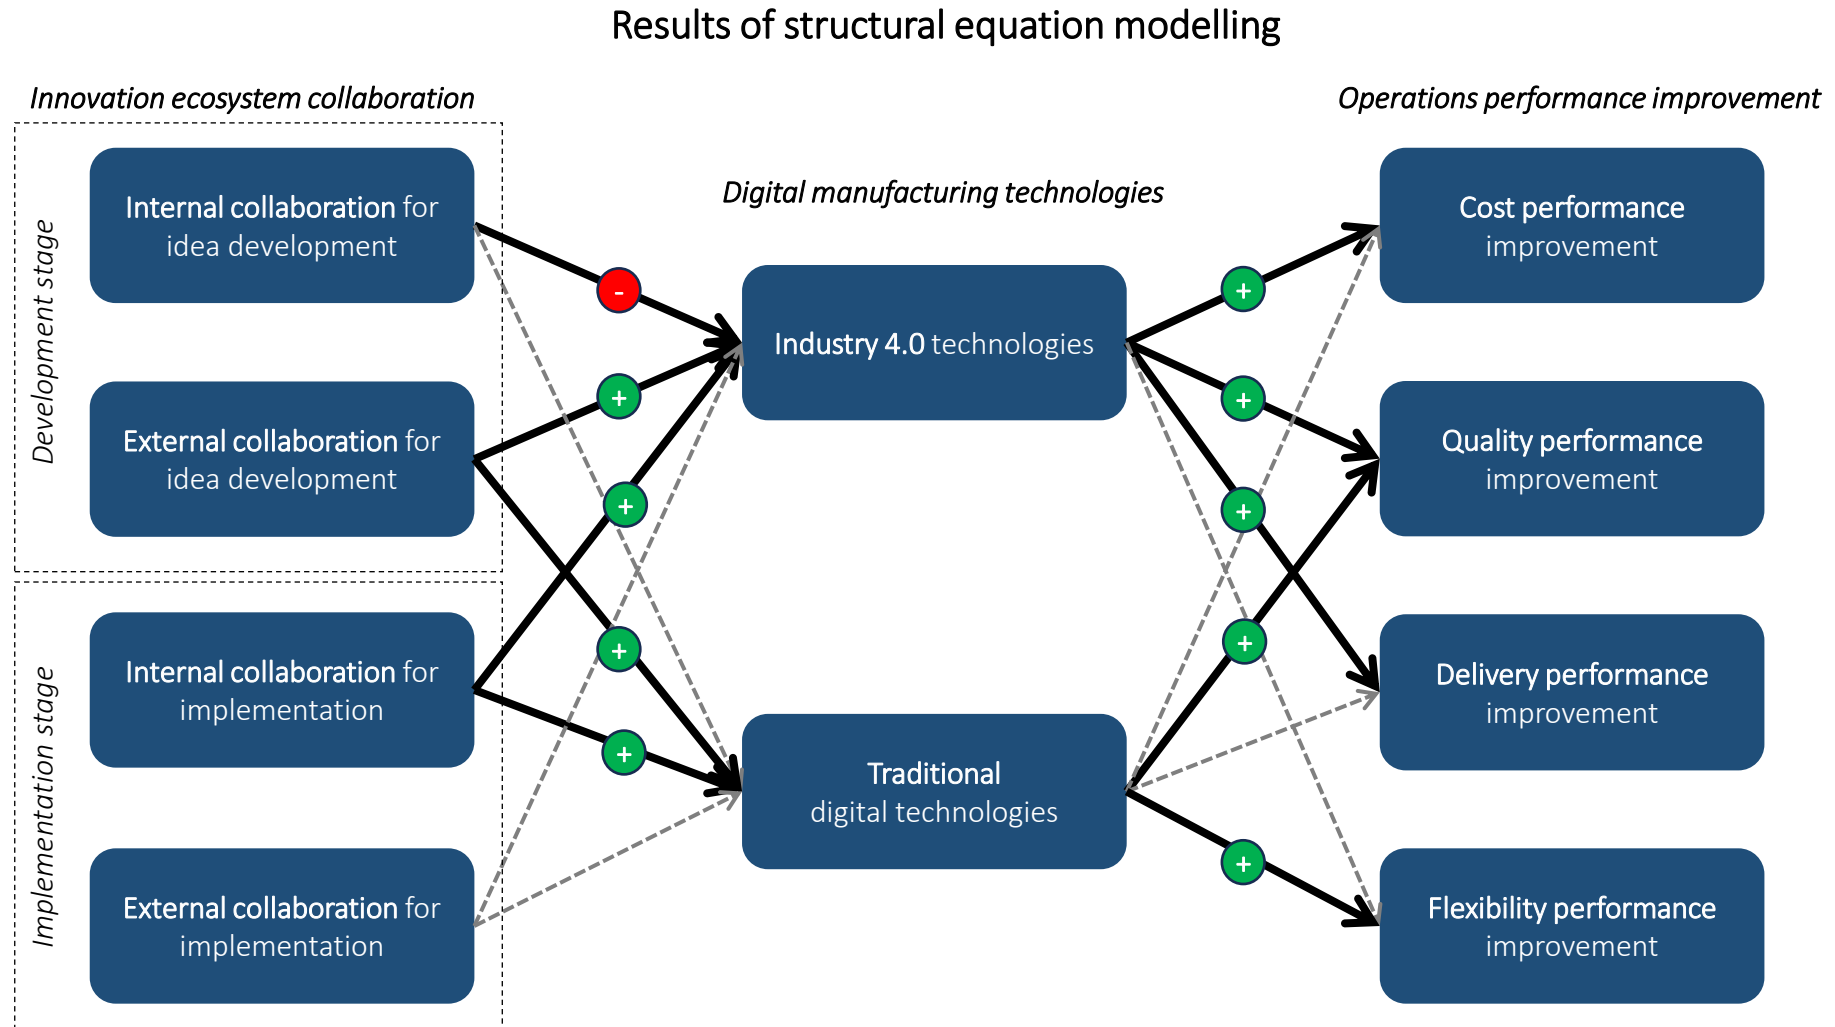 Results of structural equation modelling
Innovation ecosystem collaboration
Operations performance improvement
Digital manufacturing technologies
Development stage
Internal collaboration for
idea development
External collaboration for
idea development
Implementation stage
Internal collaboration for
implementation
External collaboration for
implementation
-
+
+
+
+
Industry 4.0 technologies
Traditional
digital technologies
+
+
+
+
+
Cost performance
improvement
Quality performance
improvement
Delivery performance
improvement
Flexibility performance
improvement